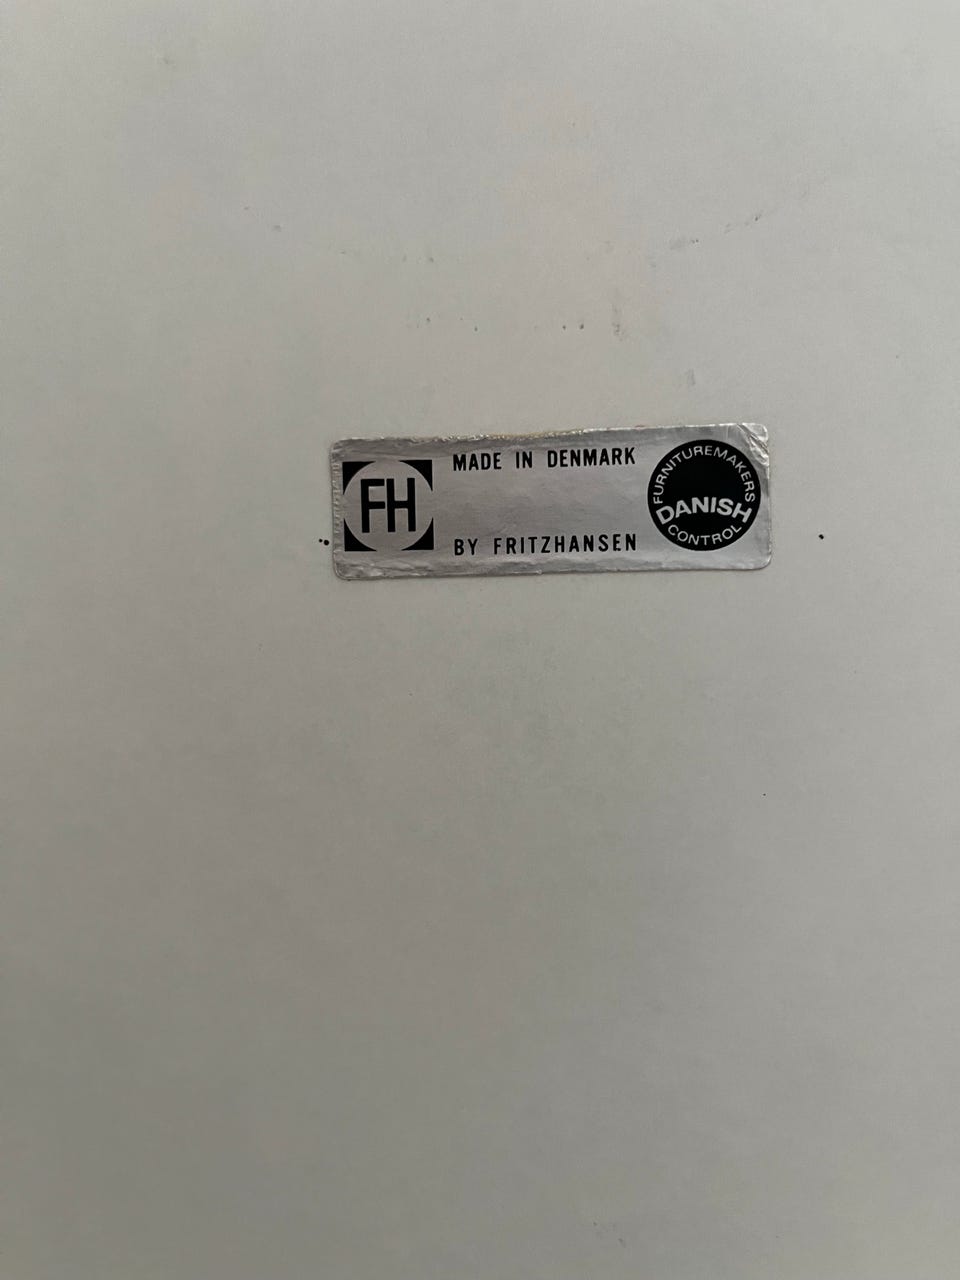 FH
MADE IN DENMARK
BY FRITZHANSEN
FURNITUREMAKERS
DANISH
CONTROL